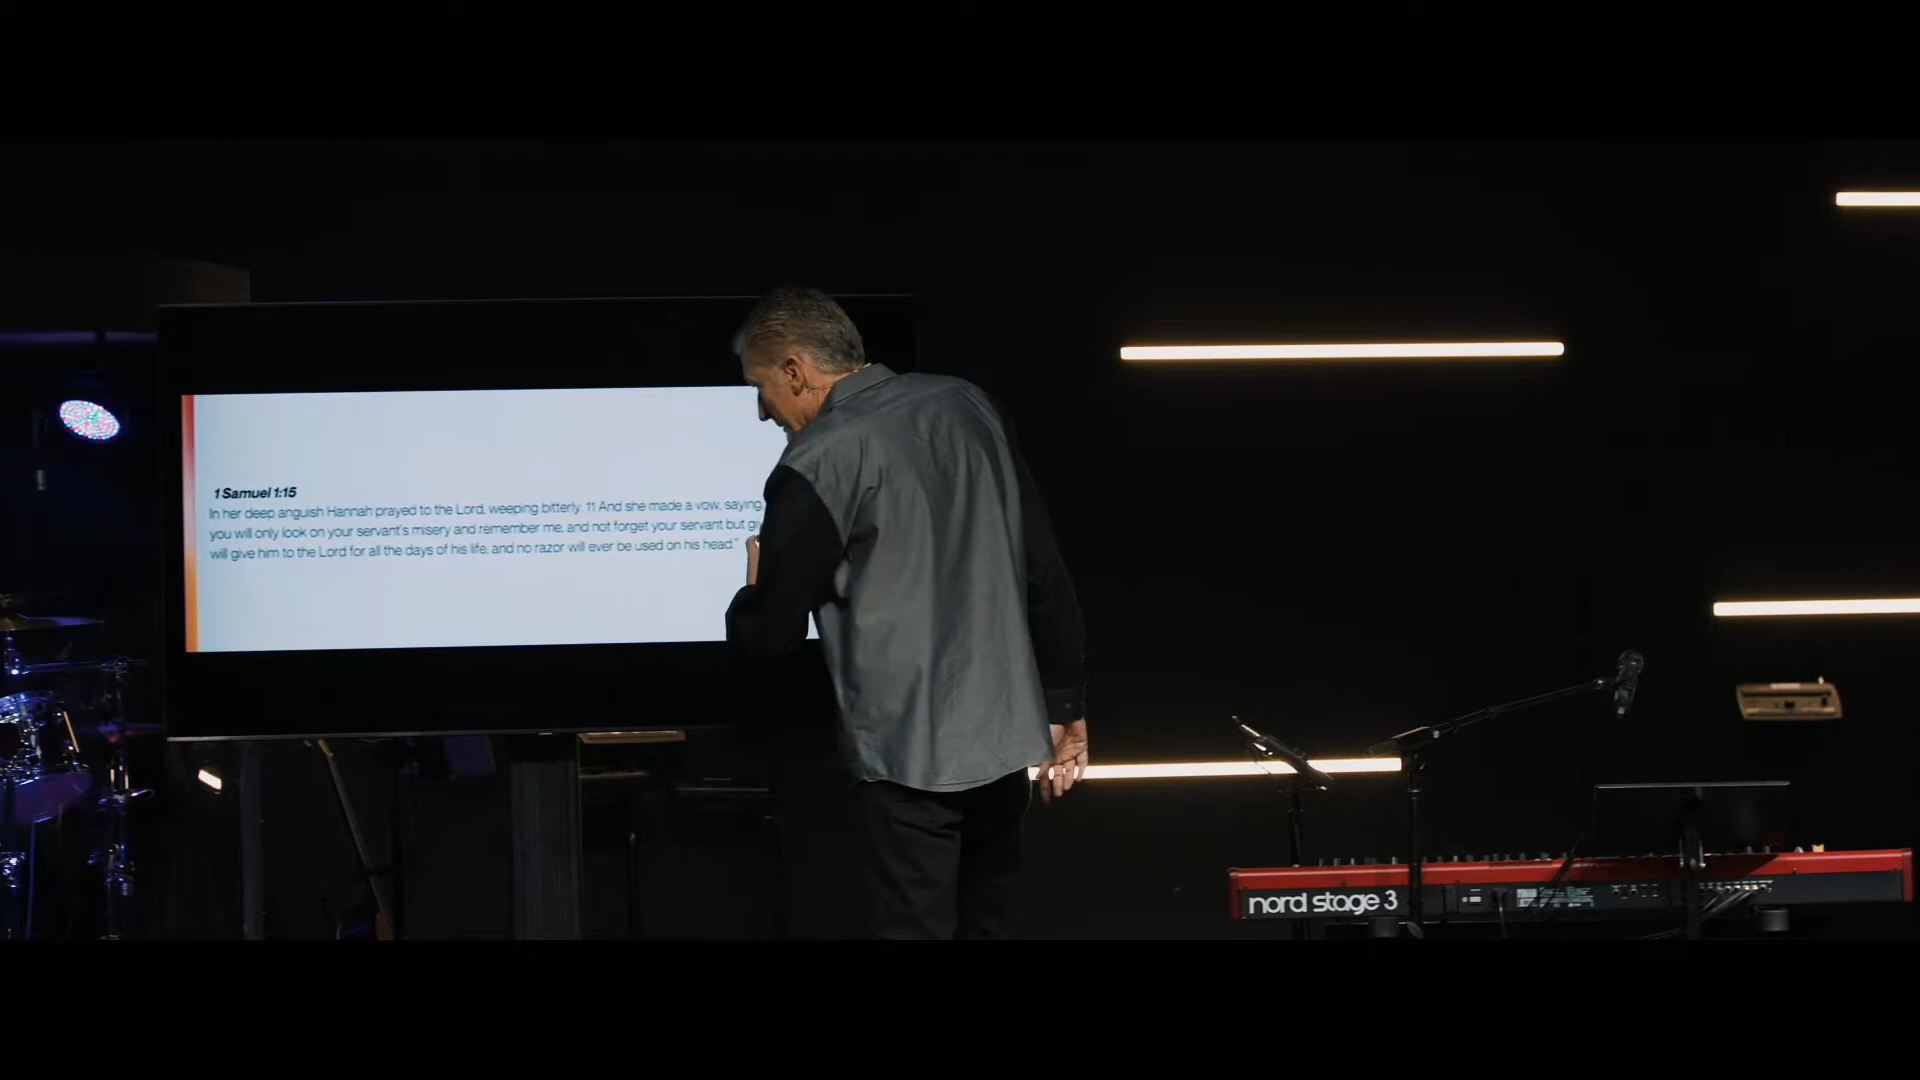 1 Samuel 1:15
In her deep anguish Hannah prayed to the Lord, weeping bitterly. 11 And she made a vow, saying,
you will only look on your servant's misery and remember me, and not forget your servant but
will give him to the Lord for all the days of his life, and no razor will ever be used on his head."
nord stage 3